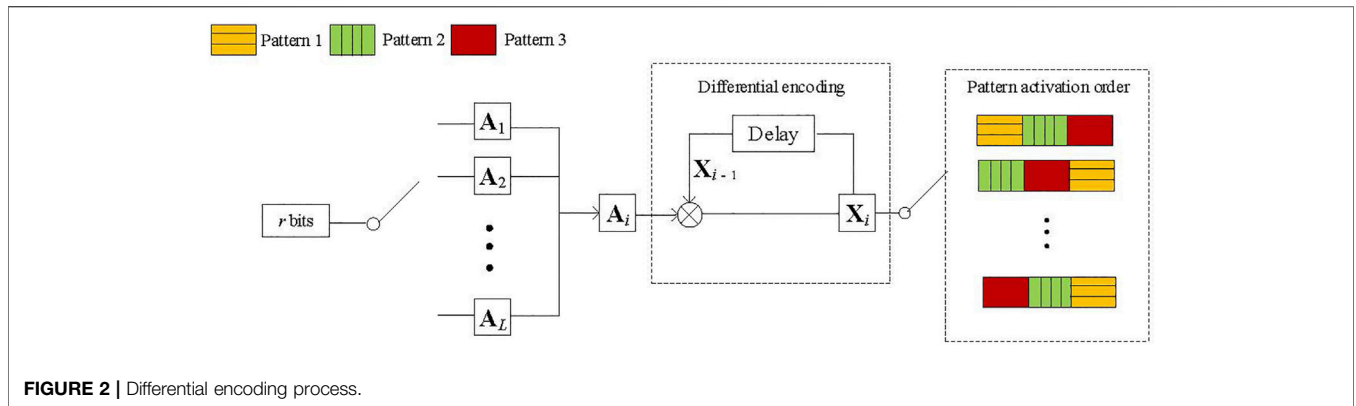 Pattern 1 Pattern 2 Pattern 3
Differential encoding
Pattern activation order
A1
Delay
A2
Xi-1
r bits
Ai
Xi
AL
FIGURE 2 | Differential encoding process.